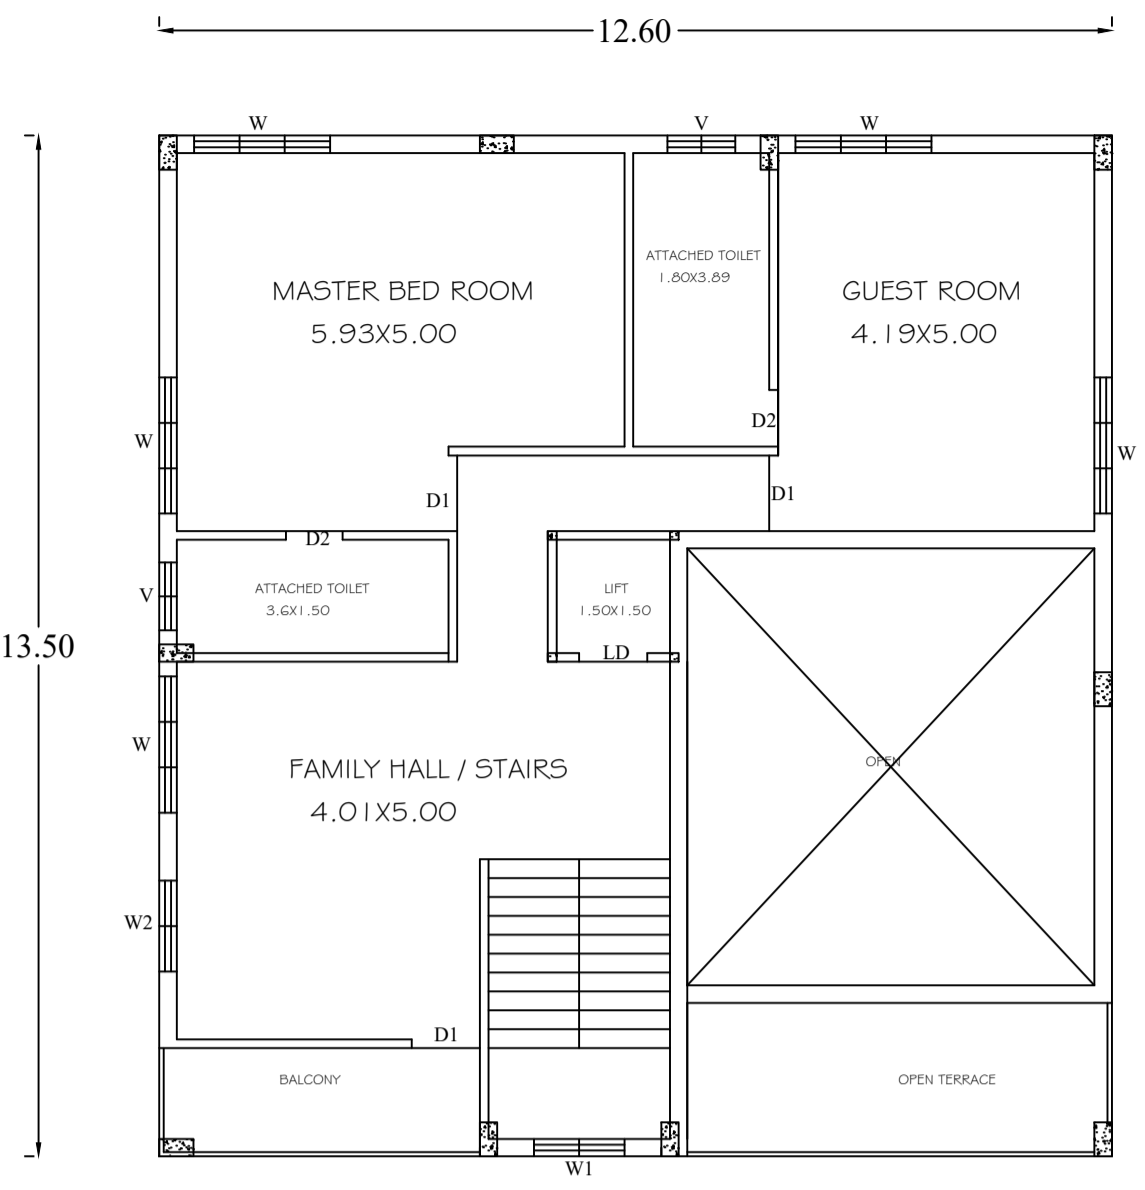 12.60
W
V
W
ATTACHED TOILET
1.80X3.89
MASTER BED ROOM
5.93X5.00
GUEST ROOM
4.19X5.00
D2
W
W
D1
D1
D2
V
ATTACHED TOILET
3.6X1.50
LIFT
1.50X1.50
13.50
LD
W
FAMILY HALL / STAIRS
4.01X5.00
OPEN
W2
D1
BALCONY
OPEN TERRACE
W1